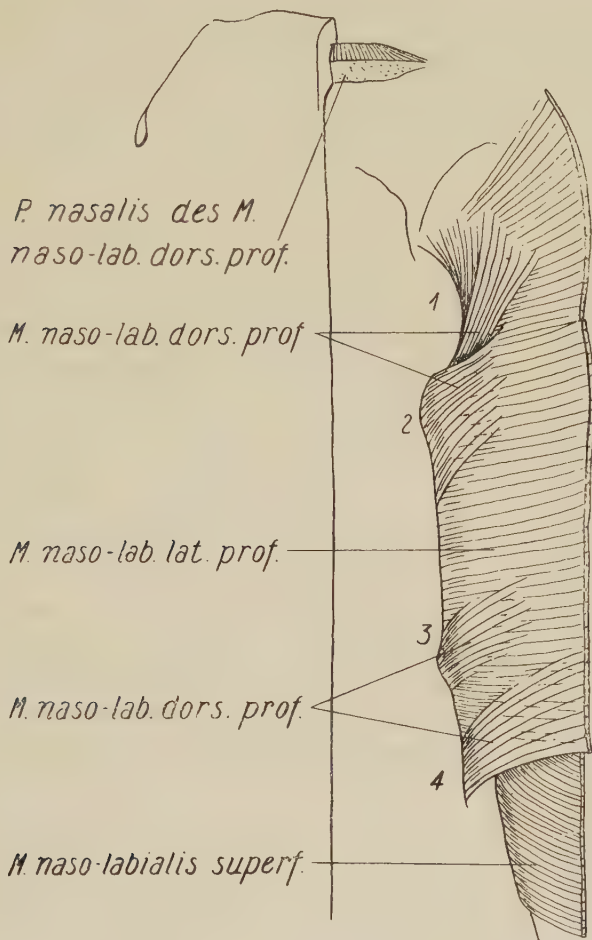 P. nasalis des M.
naso-lab. dors. prof.
1
M. naso-lab. dors. prof
2
M. naso-lab. lat. prof.
3
M. naso-lab. dors. prof.
4
M. naso-labialis superf.